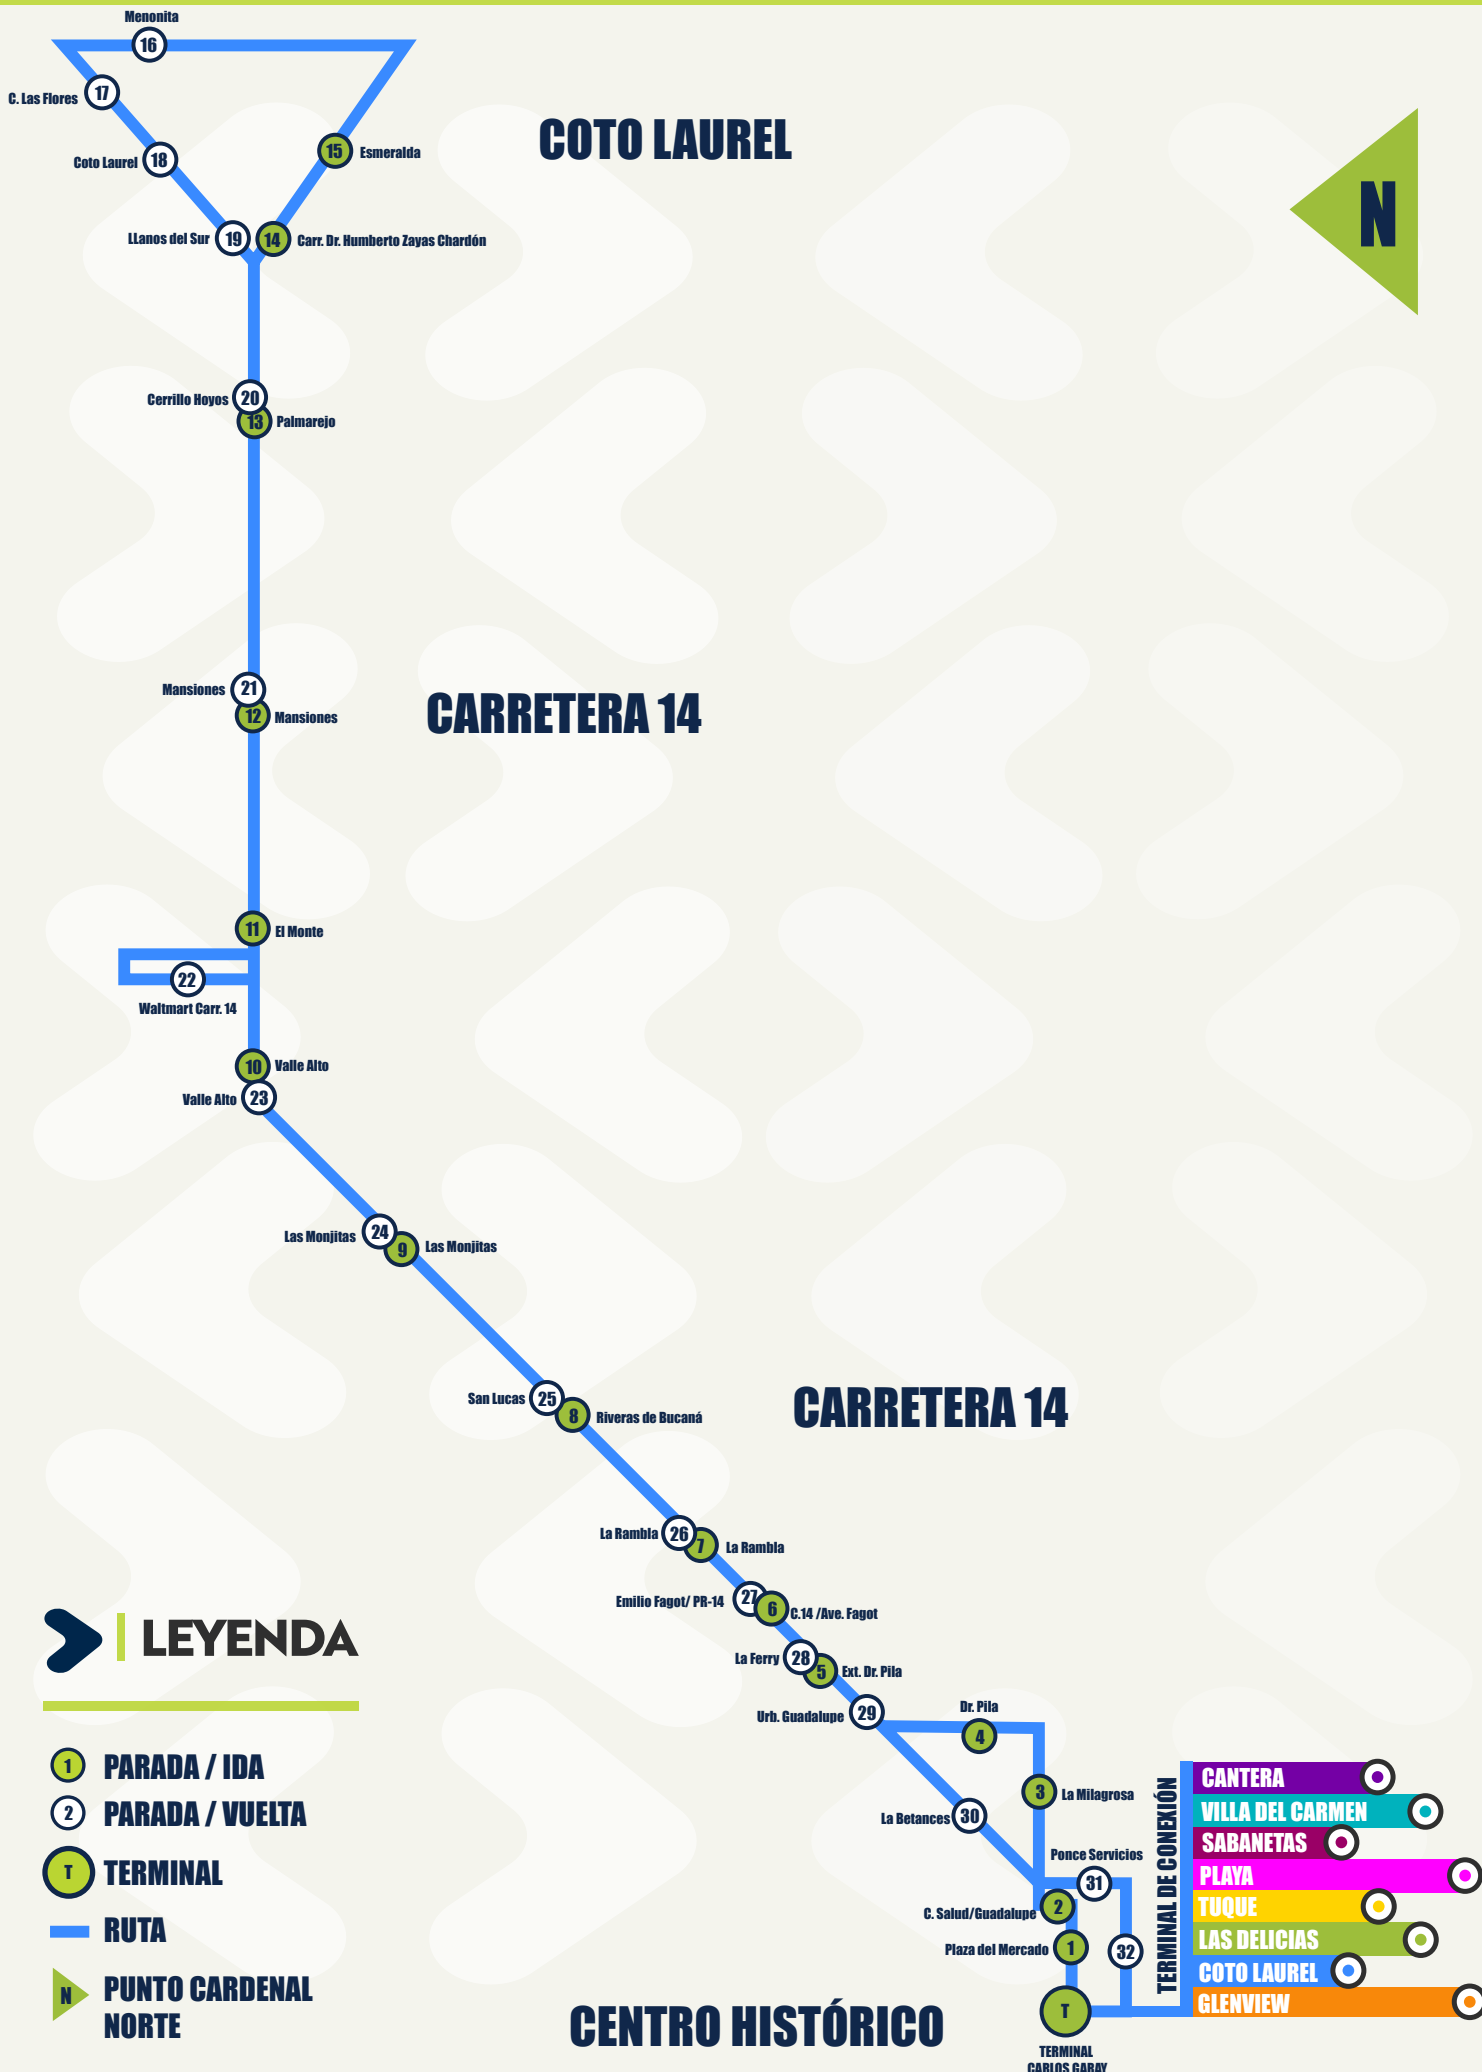 Menonita
16
17
C. Las Flores
Coto Laurel
18
15
Esmeralda
COTO LAUREL
N
LLanos del Sur
19
14
Carr. Dr. Humberto Zayas Chardón
Cerrillo Hoyos
20
13
Palmarejo
Mansiones
21
12
Mansiones
CARRETERA 14
11
El Monte
22
Waltmart Carr. 14
10
Valle Alto
Valle Alto
23
Las Monjitas
24
9
Las Monjitas
San Lucas
25
8
Riveras de Bucaná
CARRETERA 14
La Rambla
26
7
La Rambla
Emilio Fagot/ PR-14
27
6
C.14 /Ave. Fagot
La Ferry
28
5
Ext. Dr. Pila
Urb. Guadalupe
29
Dr. Pila
4
3
La Milagrosa
La Betances
30
Ponce Servicios
31
C. Salud/Guadalupe
2
Plaza del Mercado
1
32
T
TERMINAL
CARLOS GARAY
CENTRO HISTÓRICO
TERMINAL DE CONEXIÓN
CANTERA
VILLA DEL CARMEN
SABANETAS
PLAYA
TUQUE
LAS DELICIAS
COTO LAUREL
GLENVIEW
LEYENDA
1
PARADA / IDA
2
PARADA / VUELTA
T
TERMINAL
RUTA
N
PUNTO CARDENAL
NORTE